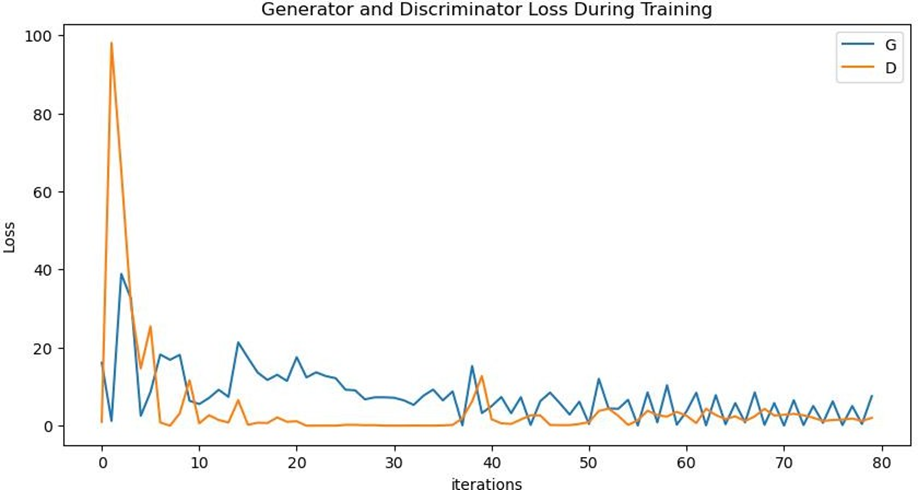 Generator and Discriminator Loss During Training
G
D
Loss
100
80
60
40
20
0
0 10 20 30 40 50 60 70 80
iterations